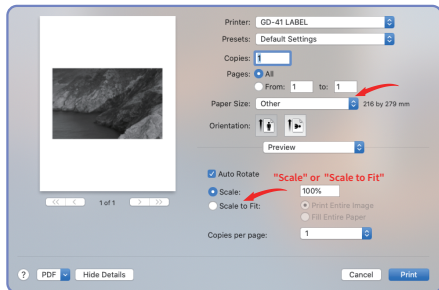 Printer: GD-41 LABEL
Presets: Default Settings
Copies: 1
Pages: All
From: 1 to: 1
Paper Size: Other 216 by 279 mm
Orientation:
Preview
Auto Rotate
"Scale" or "Scale to Fit"
Scale: 100%
Scale to Fit: Print Entire Image
Fill Entire Paper
1 of 1
Copies per page: 1
? PDF Hide Details Cancel Print